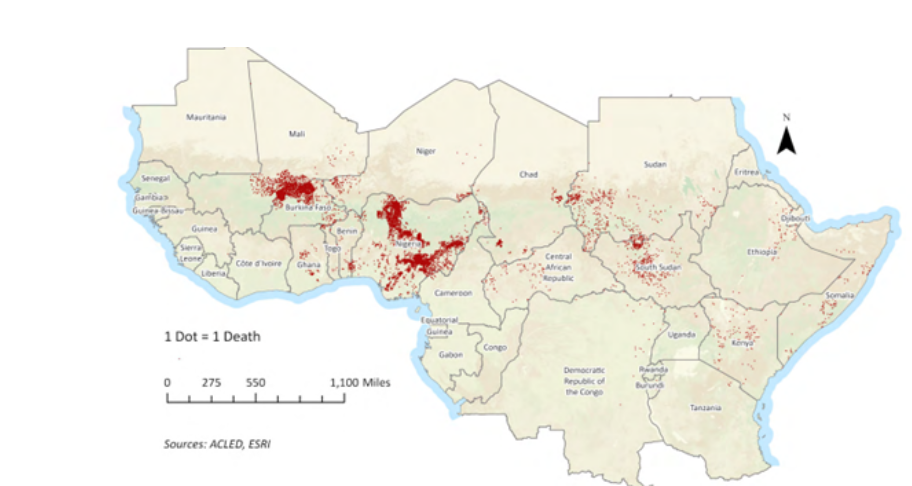 N
Mauritania
Mali
Niger
Chad
Sudan
Eritrea
Senegal
Gambia
Guinea-Bissau
Burkina Faso
Djibouti
Guinea
Benin
Nigeria
Togo
Sierra
Leone
Côte d'Ivoire
Ghana
Liberia
Ethiopia
Central
African
Republic
South Sudan
Cameroon
Somalia
Equatorial
Guinea
Uganda
Kenya
Gabon
Congo
Rwanda
Burundi
Democratic
Republic of
the Congo
Tanzania
1 Dot = 1 Death
0 275 550 1,100 Miles
Sources: ACLED, ESRI